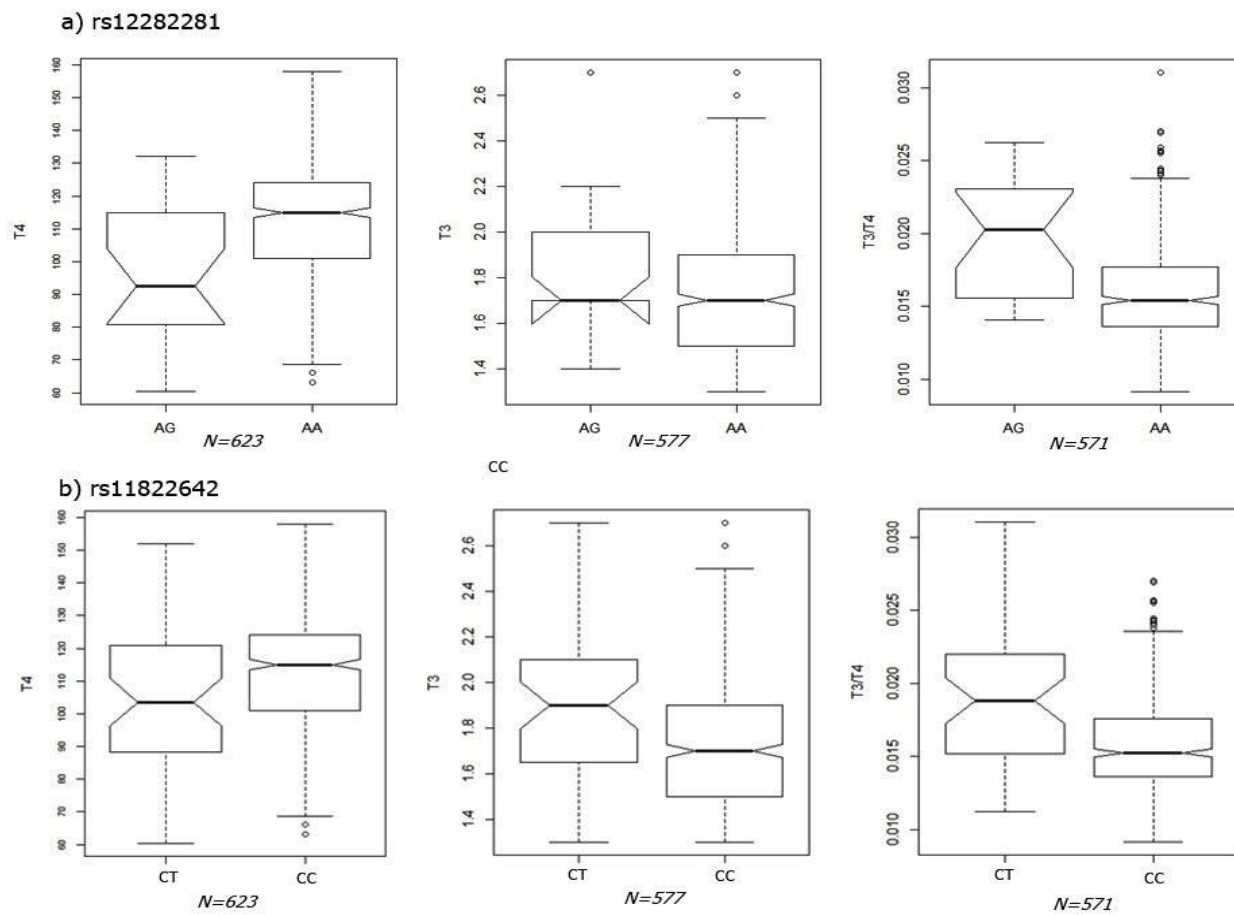 a) rs12282281
T4
160
150
140
130
120
110
100
90
80
70
60
AG
AA
N=623
T3
2.6
2.4
2.2
2.0
1.8
1.6
1.4
AG
AA
N=577
T3/T4
0.030
0.025
0.020
0.015
0.010
AG
AA
N=571
CC
b) rs11822642
T4
160
150
140
130
120
110
100
90
80
70
60
CT
CC
N=623
T3
2.6
2.4
2.2
2.0
1.8
1.6
1.4
CT
CC
N=577
T3/T4
0.030
0.025
0.020
0.015
0.010
CT
CC
N=571